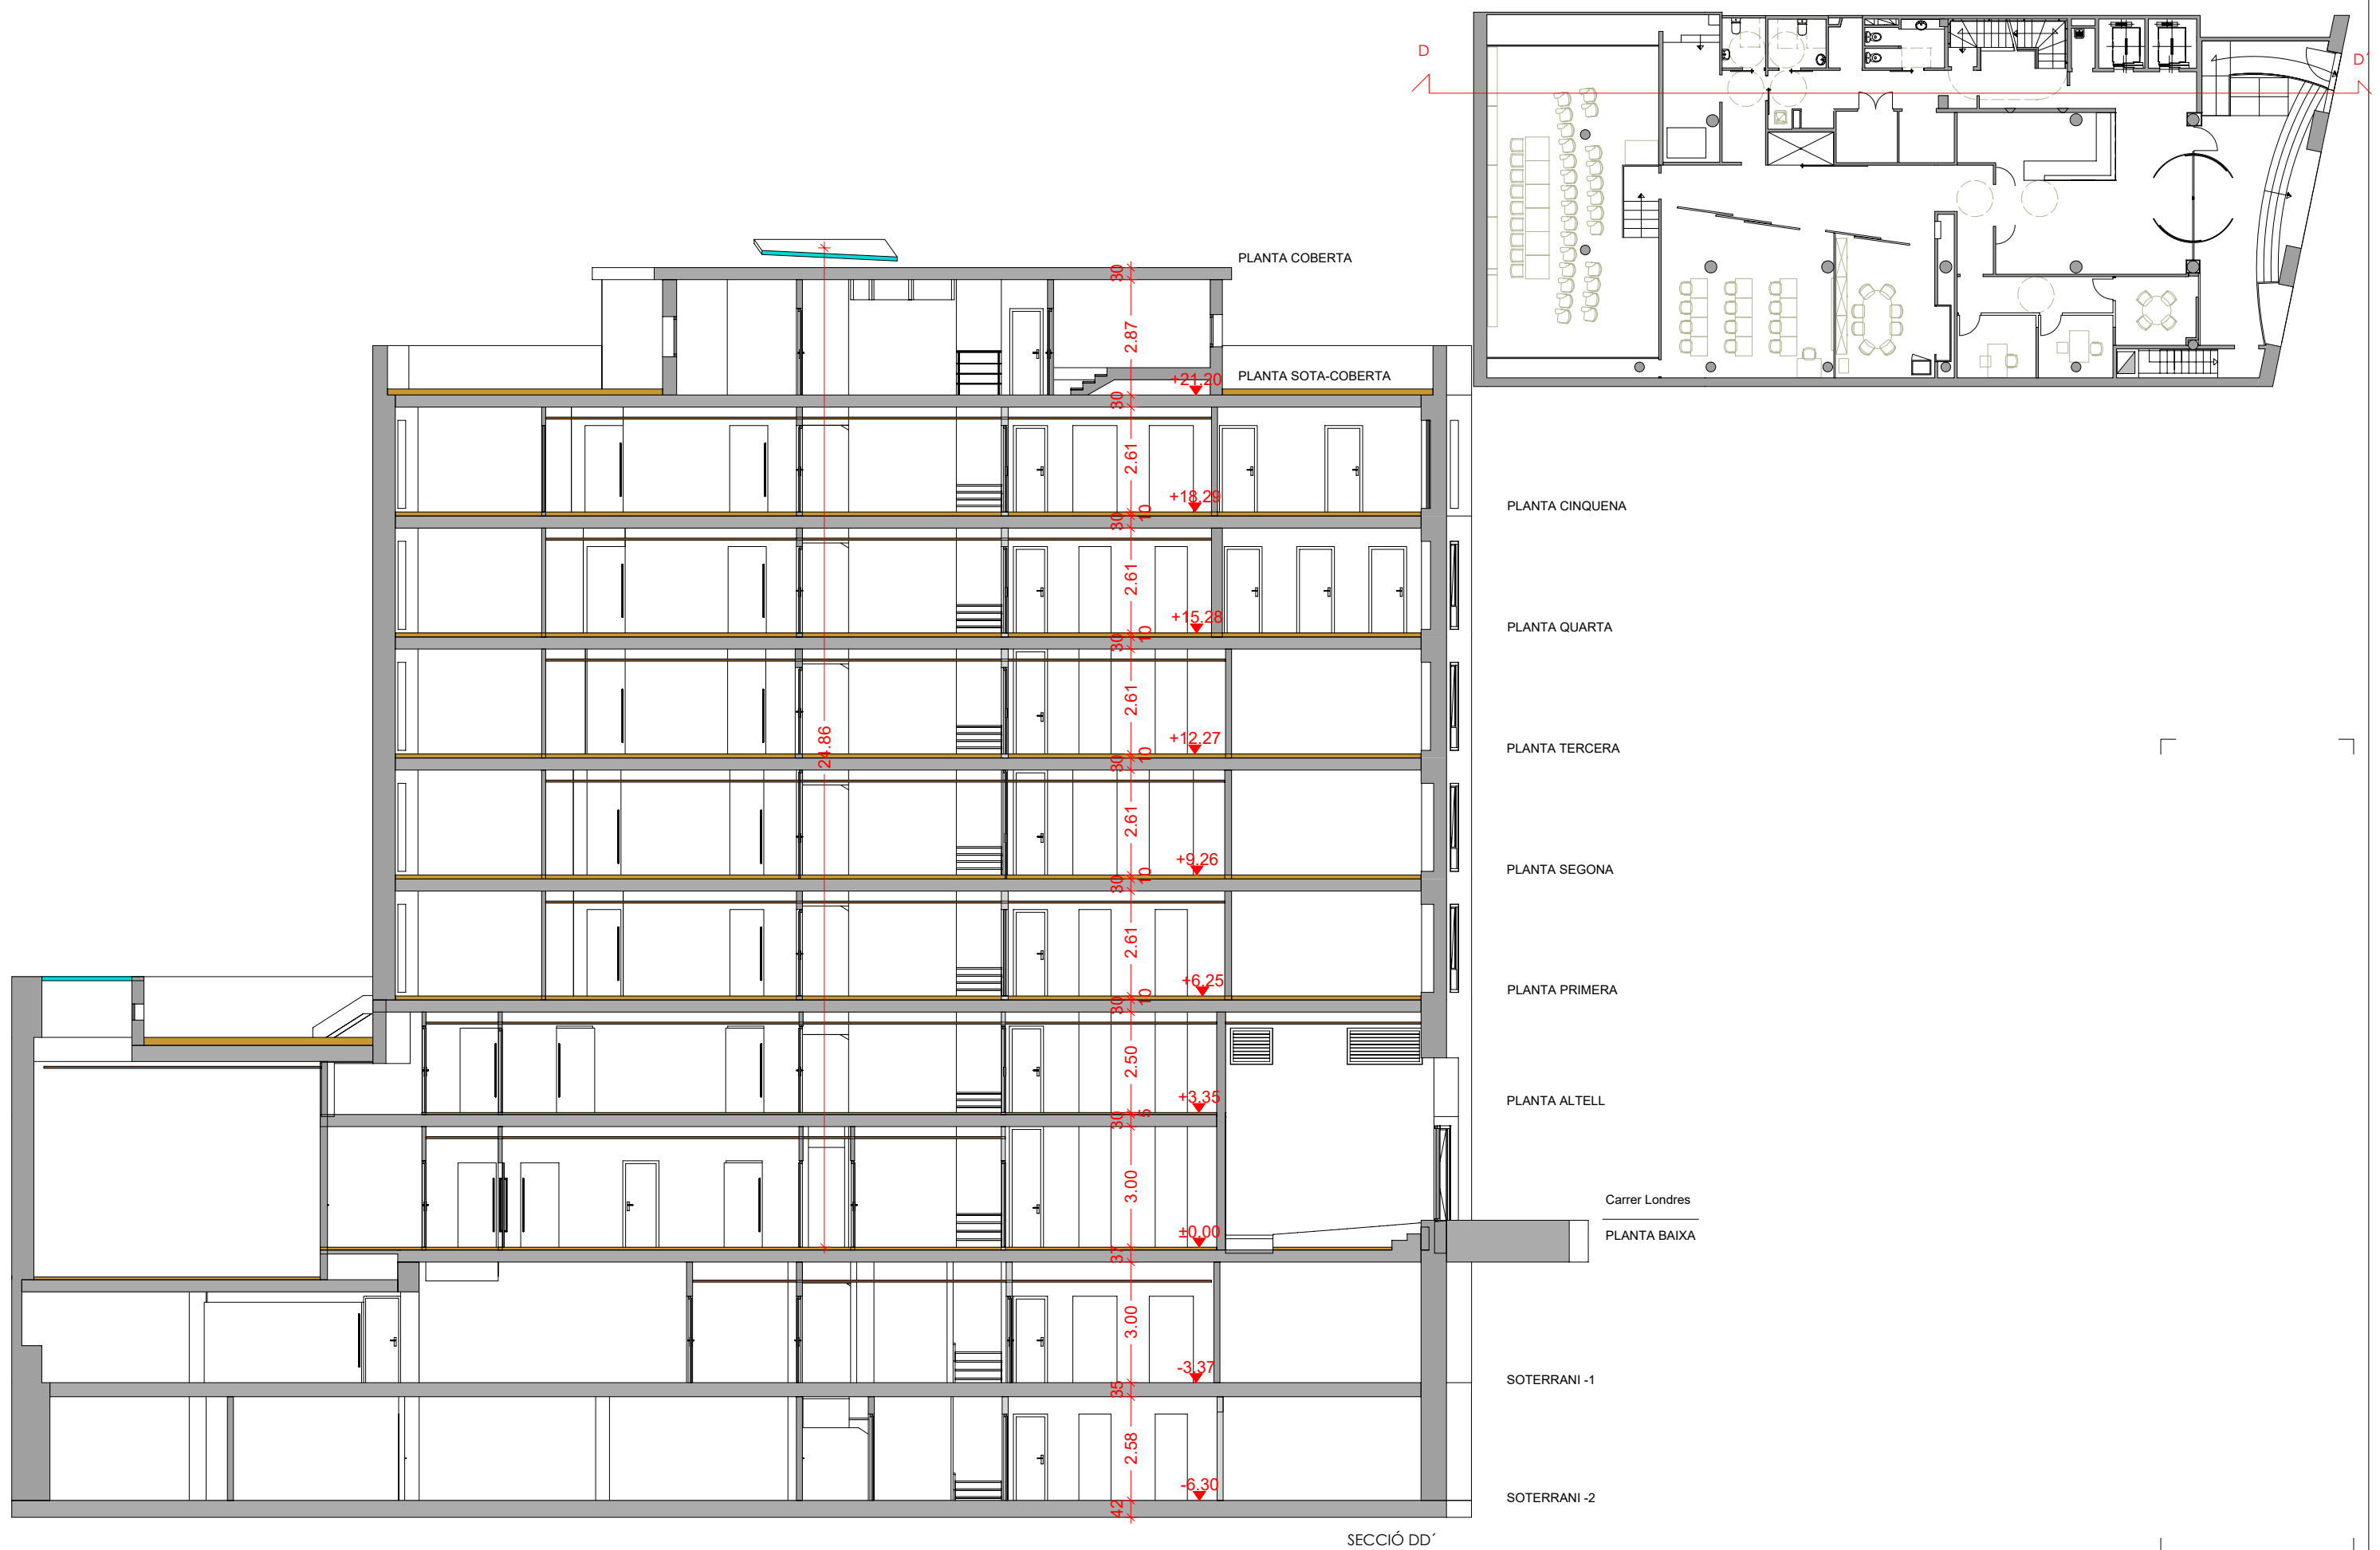 D
D´
PLANTA COBERTA
30
2.87
PLANTA SOTA-COBERTA
+21.20
30
2.61
+18.29
PLANTA CINQUENA
10
30
2.61
+15.28
PLANTA QUARTA
10
30
2.61
24.86
+12.27
PLANTA TERCERA
10
30
2.61
+9.26
PLANTA SEGONA
10
30
2.61
+6.25
PLANTA PRIMERA
10
30
2.50
+3.35
PLANTA ALTELL
5
30
3.00
Carrer Londres
±0.00
PLANTA BAIXA
37
3.00
-3.37
SOTERRANI -1
35
2.58
-6.30
SOTERRANI -2
42
SECCIÓ DD´